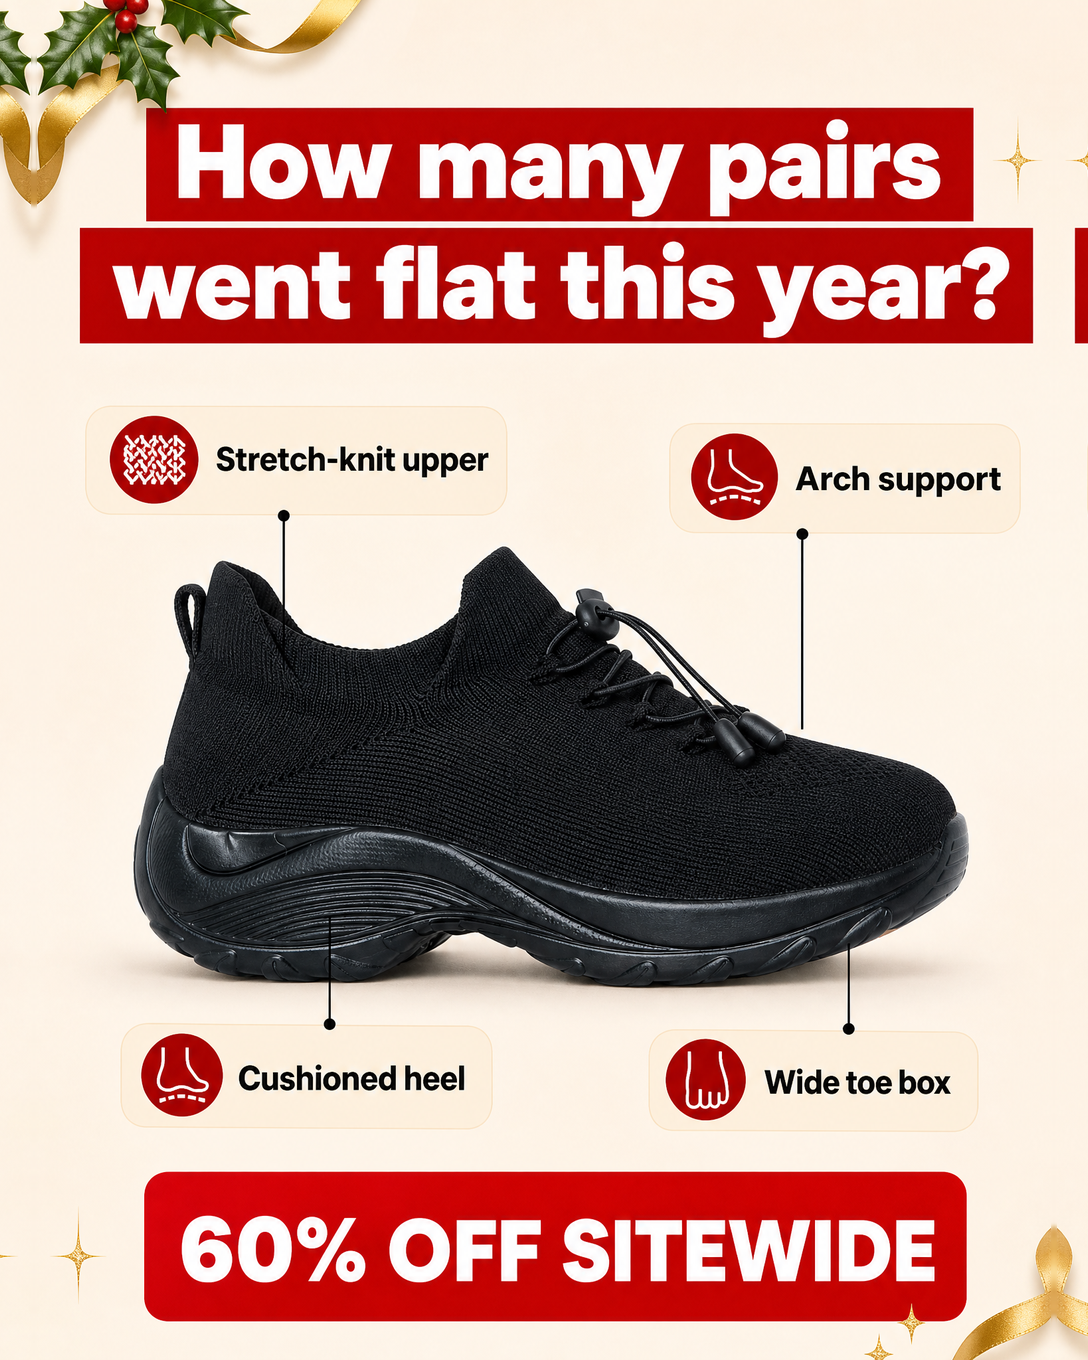 How many pairs
went flat this year?
Stretch-knit upper
Arch support
Cushioned heel
Wide toe box
60% OFF SITEWIDE